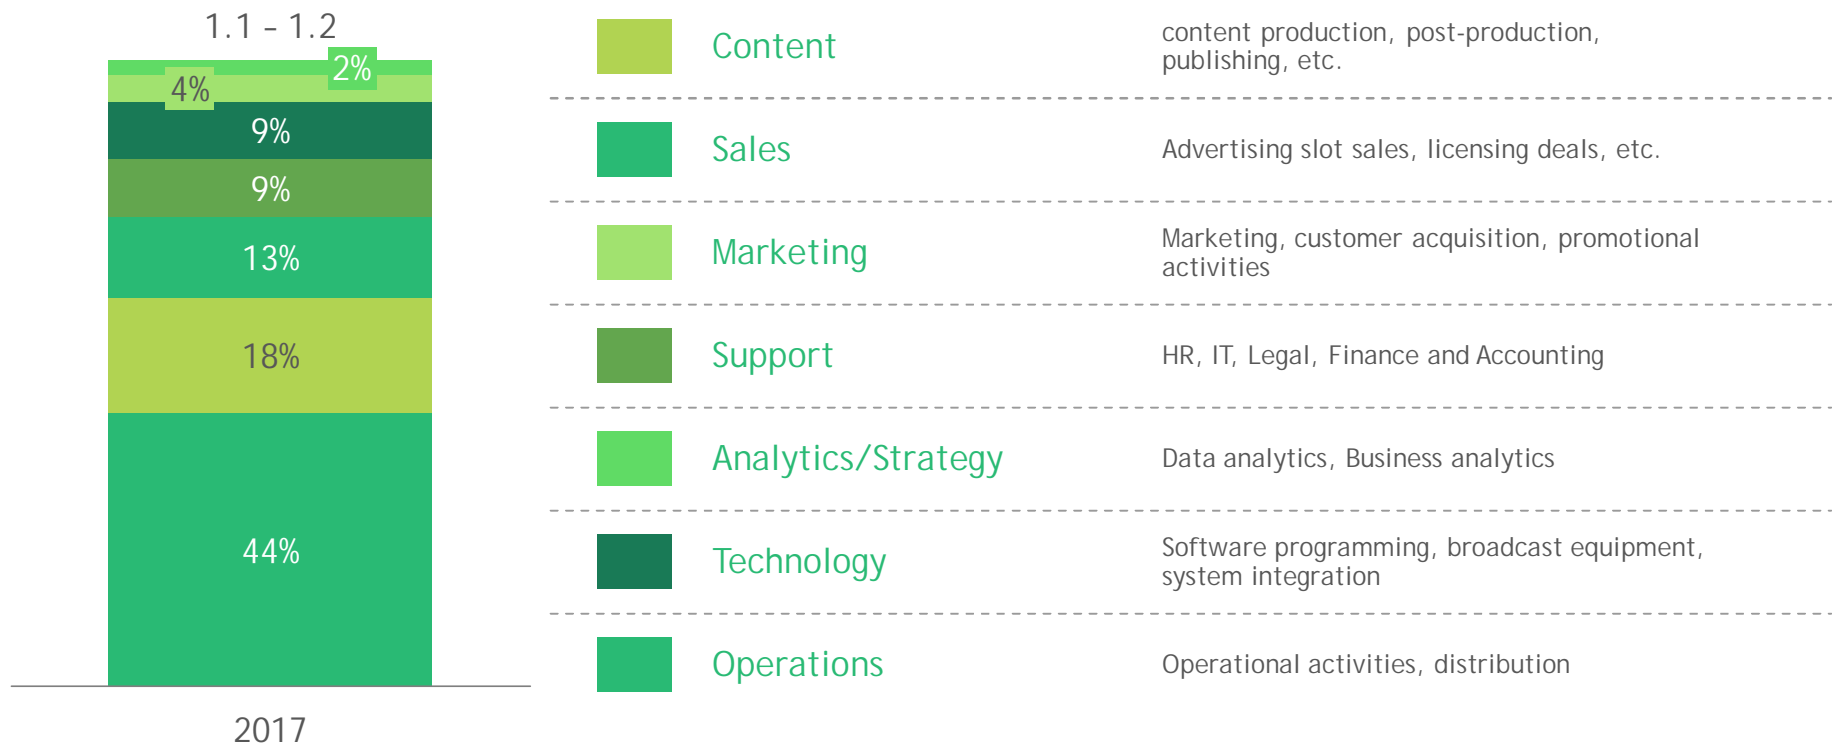 1.1 – 1.2
2%
4%
9%
9%
13%
18%
44%
2017
Content
content production, post-production,
publishing, etc.
Sales
Advertising slot sales, licensing deals, etc.
Marketing
Marketing, customer acquisition, promotional
activities
Support
HR, IT, Legal, Finance and Accounting
Analytics/Strategy
Data analytics, Business analytics
Technology
Software programming, broadcast equipment,
system integration
Operations
Operational activities, distribution